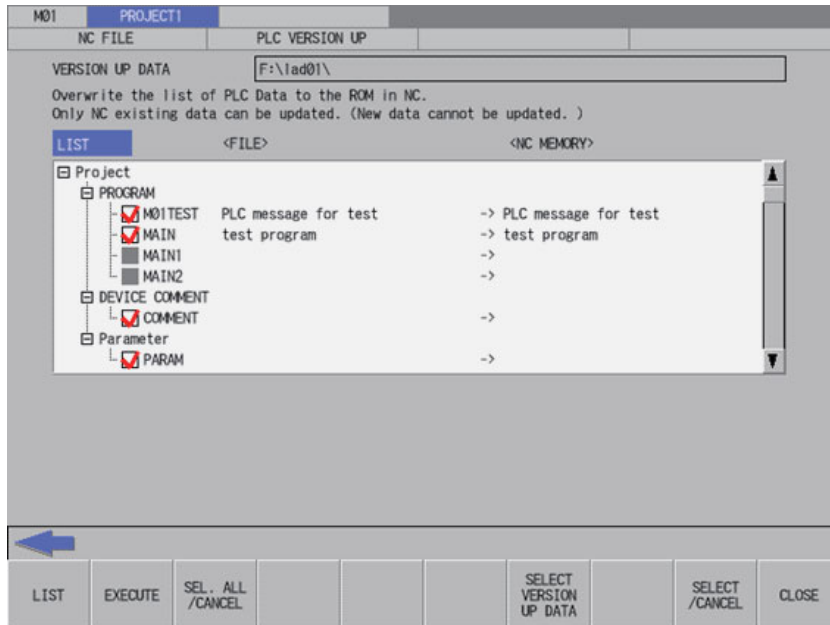 MØ1 PROJECT1
NC FILE PLC VERSION UP
VERSION UP DATA F:\ladØ1\
Overwrite the list of PLC Data to the ROM in NC.
Only NC existing data can be updated. (New data cannot be updated. )
LIST <FILE> <NC MEMORY>
Project
PROGRAM
MØ1TEST PLC message for test -> PLC message for test
MAIN test program -> test program
MAIN1 ->
MAIN2 ->
DEVICE COMMENT
COMMENT ->
Parameter
PARAM ->
LIST EXECUTE SEL. ALL
/CANCEL
SELECT
VERSION
UP DATA
SELECT
/CANCEL
CLOSE